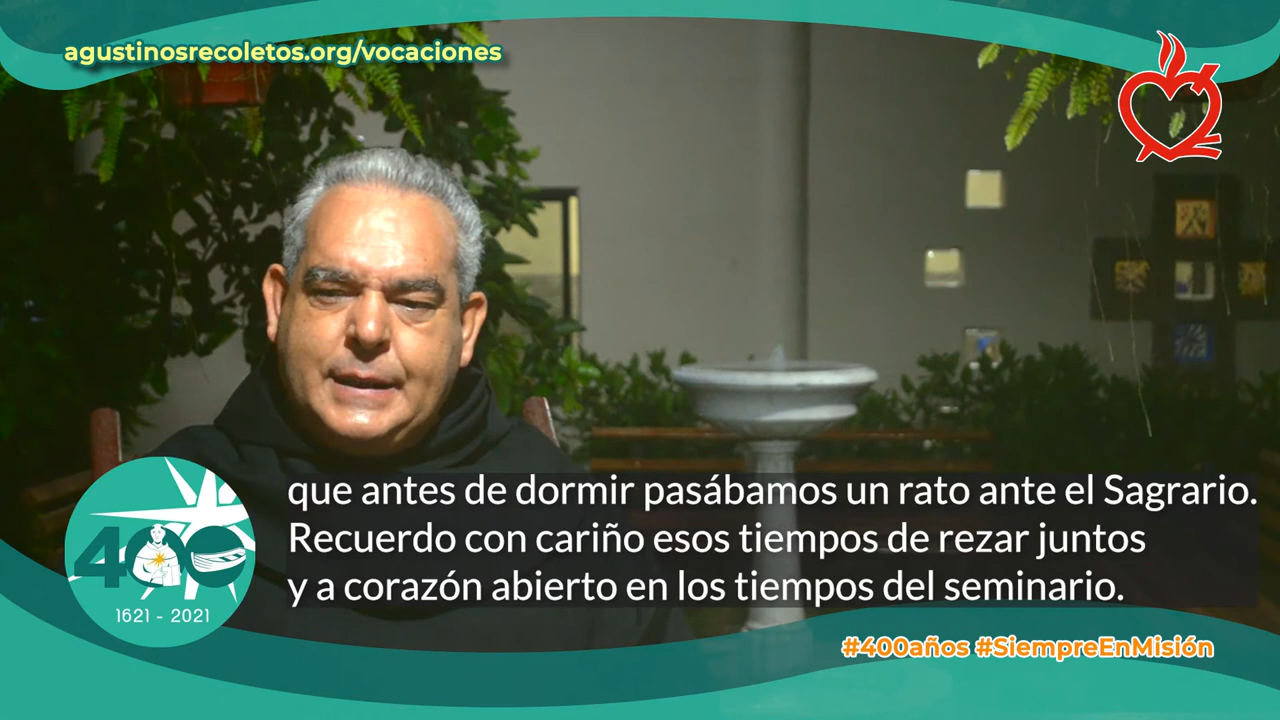 agustinosrecoletos.org/vocaciones
que antes de dormir pasábamos un rato ante el Sagrario.
Recuerdo con cariño esos tiempos de rezar juntos
y a corazón abierto en los tiempos del seminario.
400
1621 - 2021
#400años #SiempreEnMisión